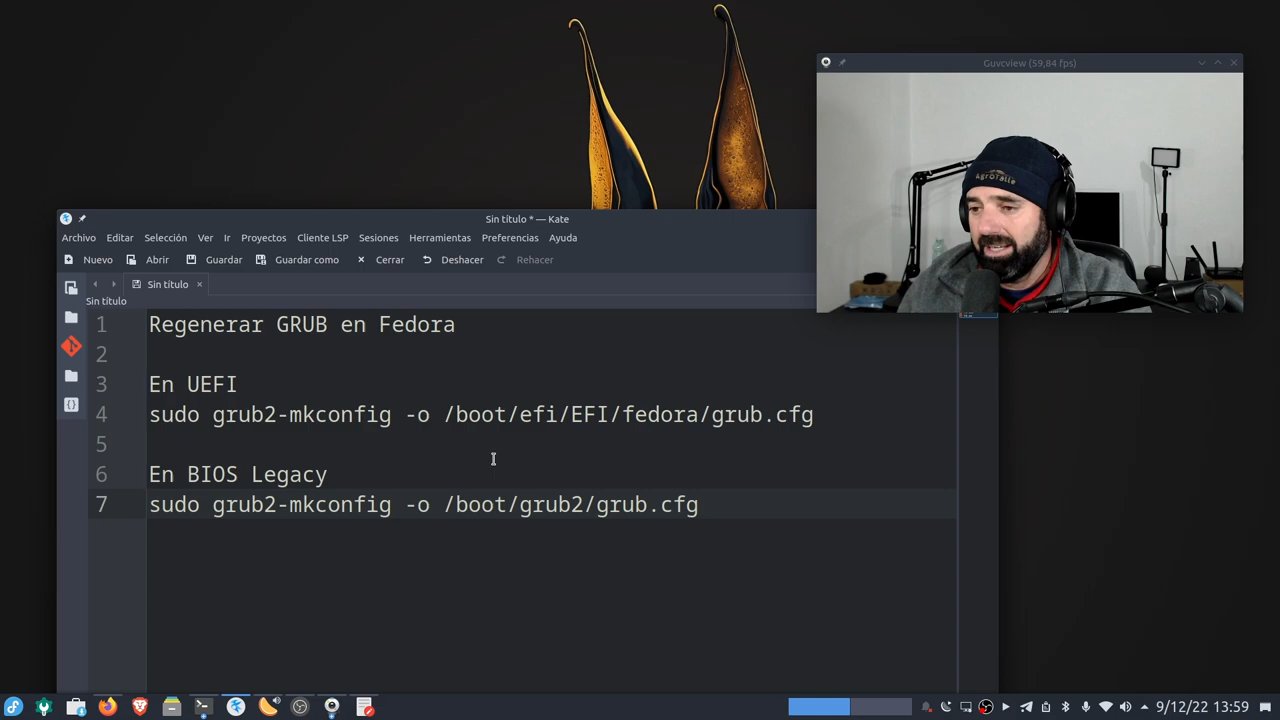 Guvcview (59,84 fps)
AgroValle
Sin título * — Kate
Archivo Editar Selección Ver Ir Proyectos Cliente LSP Sesiones Herramientas Preferencias Ayuda
Nuevo Abrir Guardar Guardar como Cerrar Deshacer Rehacer
Sin título
Sin título
1 Regenerar GRUB en Fedora
2
3 En UEFI
4 sudo grub2-mkconfig -o /boot/efi/EFI/fedora/grub.cfg
5
6 En BIOS Legacy
7 sudo grub2-mkconfig -o /boot/grub2/grub.cfg
9/12/22 13:59